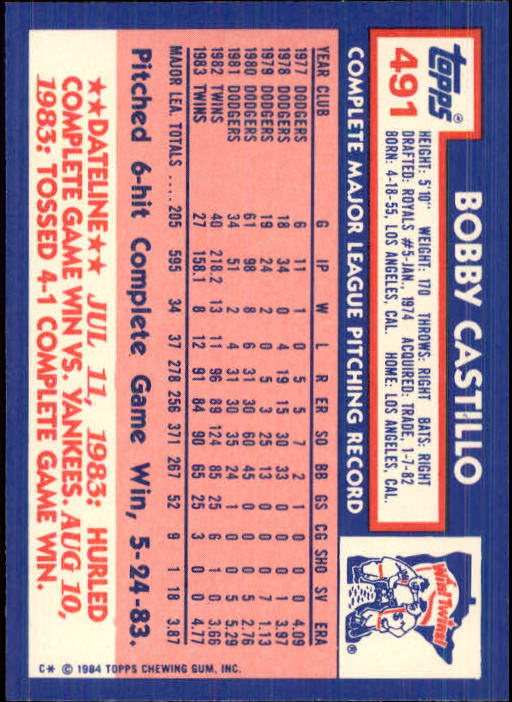 Topps®
491
BOBBY CASTILLO
HEIGHT: 5'10" WEIGHT: 170 THROWS: RIGHT BATS: RIGHT
DRAFTED: ROYALS #5-JAN., 1974 ACQUIRED: TRADE, 1-7-82
BORN: 4-18-55, LOS ANGELES, CAL. HOME: LOS ANGELES, CAL.
Win! Twins!
®
COMPLETE MAJOR LEAGUE PITCHING RECORD
YEAR CLUB G IP W L R ER SO BB GS CG SHO SV ERA
1977 DODGERS 6 11 1 0 5 5 7 2 1 0 0 0 4.09
1978 DODGERS 18 34 0 4 19 15 30 33 0 0 0 1 3.97
1979 DODGERS 19 24 2 0 5 3 25 13 0 0 0 7 1.13
1980 DODGERS 61 98 8 6 31 30 60 45 0 0 0 5 2.76
1981 DODGERS 34 51 2 4 31 30 35 24 1 0 0 5 5.29
1982 TWINS 40 218.2 13 11 96 89 124 85 25 6 1 0 3.66
1983 TWINS 27 158.1 8 12 91 84 90 65 25 3 0 0 4.77
MAJOR LEA. TOTALS .... 205 595 34 37 278 256 371 267 52 9 1 18 3.87
Pitched 6-hit Complete Game Win, 5-24-83.
★★DATELINE★★ JUL 11, 1983: HURLED
COMPLETE GAME WIN VS. YANKEES. AUG 10,
1983: TOSSED 4-1 COMPLETE GAME WIN.
C* © 1984 TOPPS CHEWING GUM, INC.